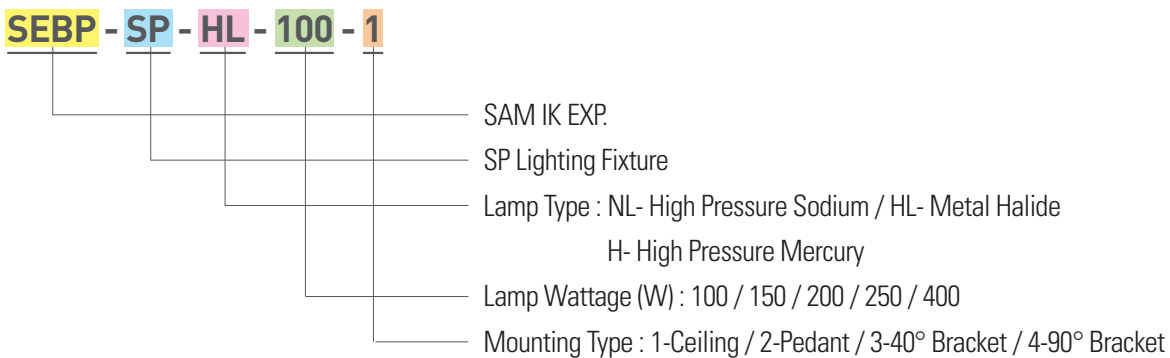 SEBP - SP - HL - 100 - 1
SAM IK EXP.
SP Lighting Fixture
Lamp Type : NL- High Pressure Sodium / HL- Metal Halide
H- High Pressure Mercury
Lamp Wattage (W) : 100 / 150 / 200 / 250 / 400
Mounting Type : 1-Ceiling / 2-Pedant / 3-40° Bracket / 4-90° Bracket